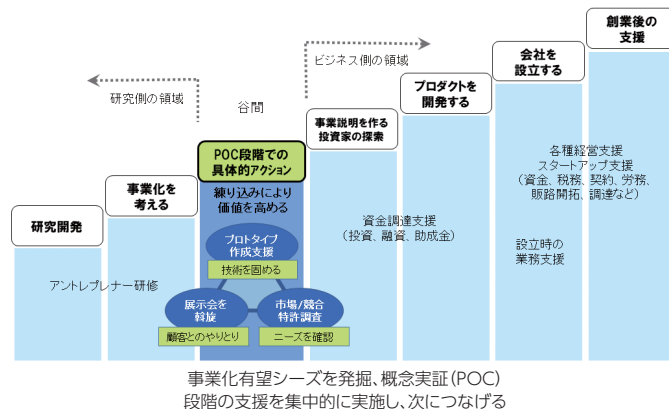 創業後の
支援
会社を
設立する
ビジネス側の領域
プロダクトを
開発する
研究側の領域
谷間
事業説明を作る
投資家の探索
POC段階での
具体的アクション
各種経営支援
スタートアップ支援
（資金、税務、契約、労務、
販路開拓、調達など）
事業化を
考える
練り込みにより
価値を高める
研究開発
資金調達支援
（投資、融資、助成金）
プロトタイプ
作成支援
技術を固める
設立時の
業務支援
アントレプレナー研修
展示会を
斡旋
顧客とのやりとり
市場/競合
特許調査
ニーズを確認
事業化有望シーズを発掘、概念実証（POC）
段階の支援を集中的に実施し、次につなげる